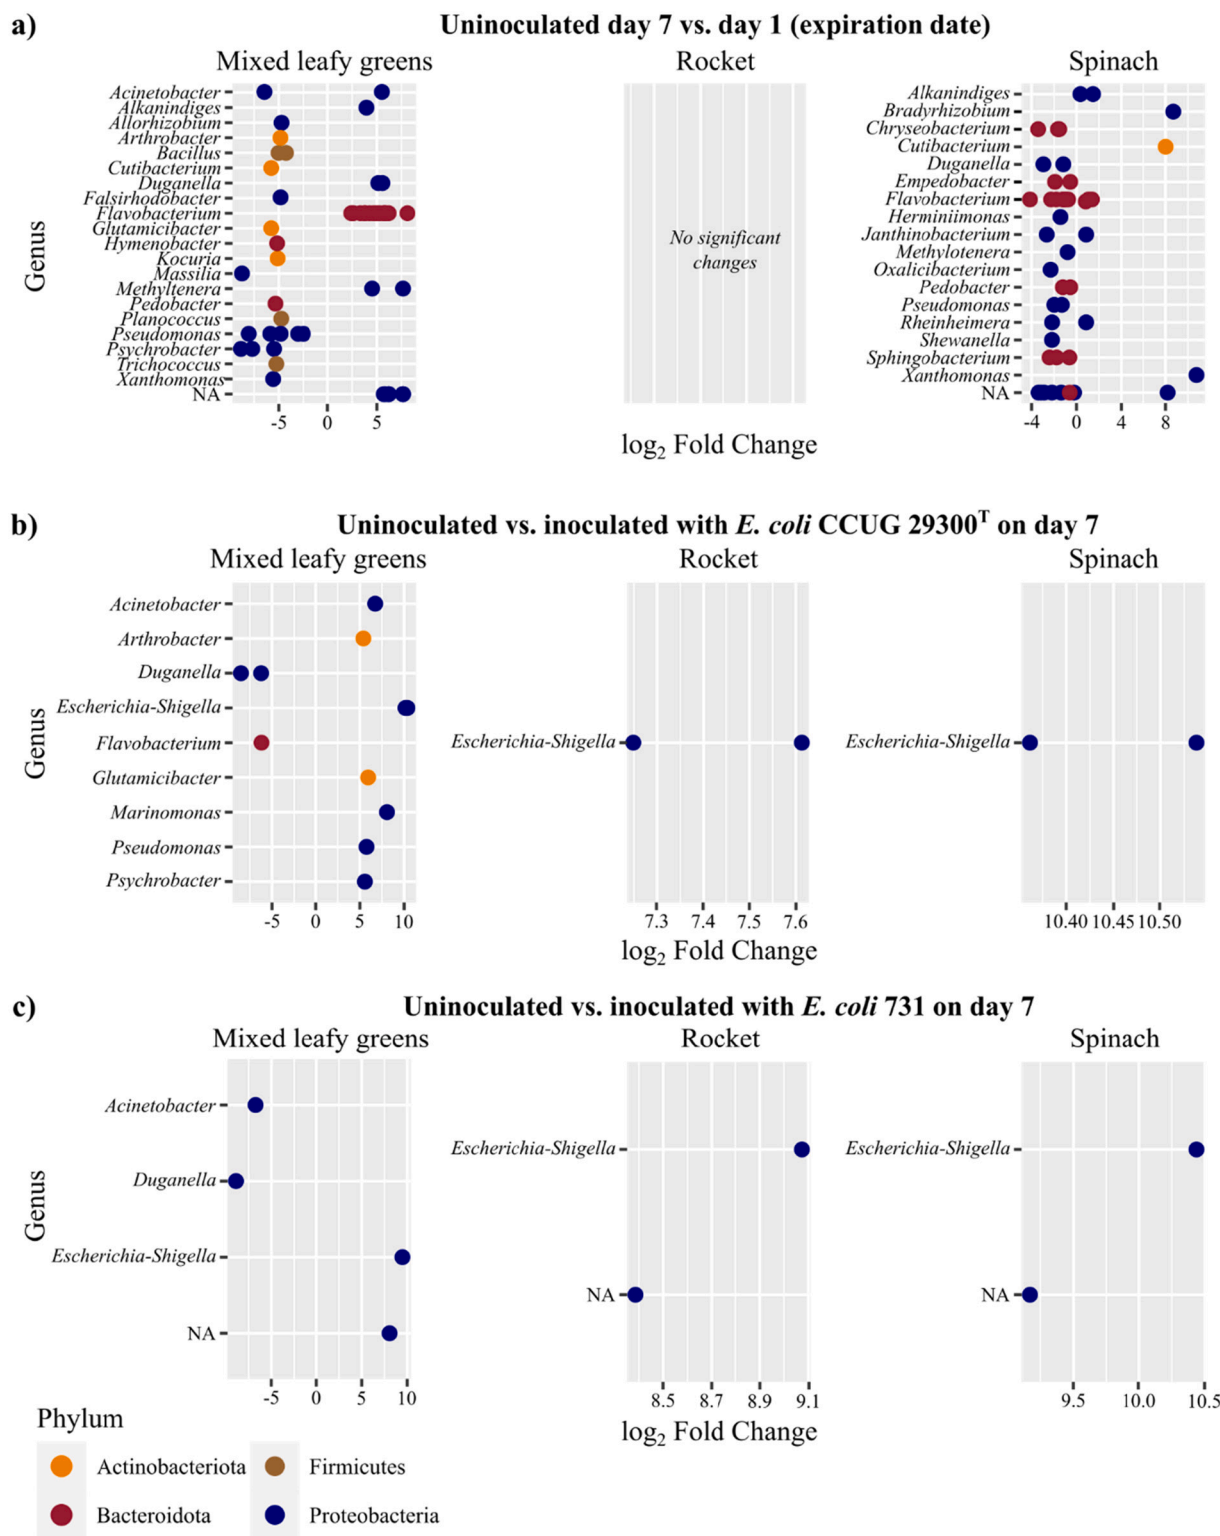 a)
Uninoculated day 7 vs. day 1 (expiration date)
Mixed leafy greens
Rocket
Spinach
Genus
Acinetobacter
Alkanindiges
Allorhizobium
Arthrobacter
Bacillus
Cutibacterium
Duganella
Falsirhodobacter
Flavobacterium
Glutamicibacter
Hymenobacter
Kocuria
Massilia
Methyltenera
Pedobacter
Planococcus
Pseudomonas
Psychrobacter
Trichococcus
Xanthomonas
NA
-5 0 5
No significant
changes
Alkanindiges
Bradyrhizobium
Chryseobacterium
Cutibacterium
Duganella
Empedobacter
Flavobacterium
Herminiimonas
Janthinobacterium
Methylotenera
Oxalicibacterium
Pedobacter
Pseudomonas
Rheinheimera
Shewanella
Sphingobacterium
Xanthomonas
NA
-4 0 4 8
log2 Fold Change
b)
Uninoculated vs. inoculated with E. coli CCUG 29300T on day 7
Mixed leafy greens
Rocket
Spinach
Genus
Acinetobacter
Arthrobacter
Duganella
Escherichia-Shigella
Flavobacterium
Glutamicibacter
Marinomonas
Pseudomonas
Psychrobacter
-5 0 5 10
Escherichia-Shigella
7.3 7.4 7.5 7.6
Escherichia-Shigella
10.40 10.45 10.50
log2 Fold Change
c)
Uninoculated vs. inoculated with E. coli 731 on day 7
Mixed leafy greens
Rocket
Spinach
Genus
Acinetobacter
Duganella
Escherichia-Shigella
NA
-5 0 5 10
Escherichia-Shigella
NA
8.5 8.7 8.9 9.1
Escherichia-Shigella
NA
9.5 10.0 10.5
log2 Fold Change
Phylum
Actinobacteriota
Firmicutes
Bacteroidota
Proteobacteria